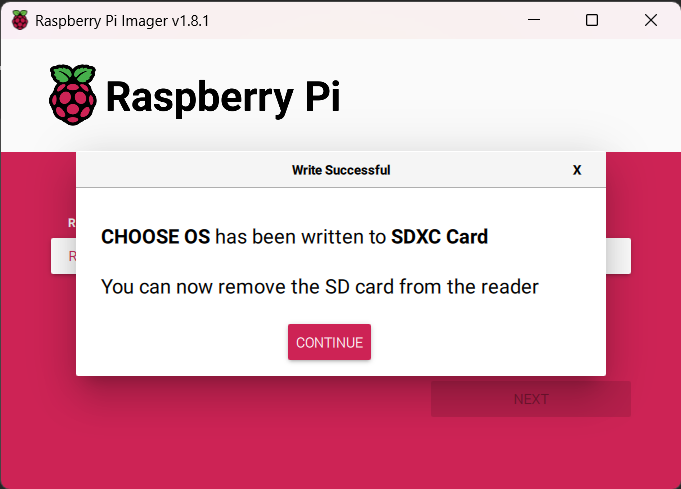 Raspberry Pi Imager v1.8.1
Raspberry Pi
Write Successful X
R
R
CHOOSE OS has been written to SDXC Card
You can now remove the SD card from the reader
CONTINUE
NEXT